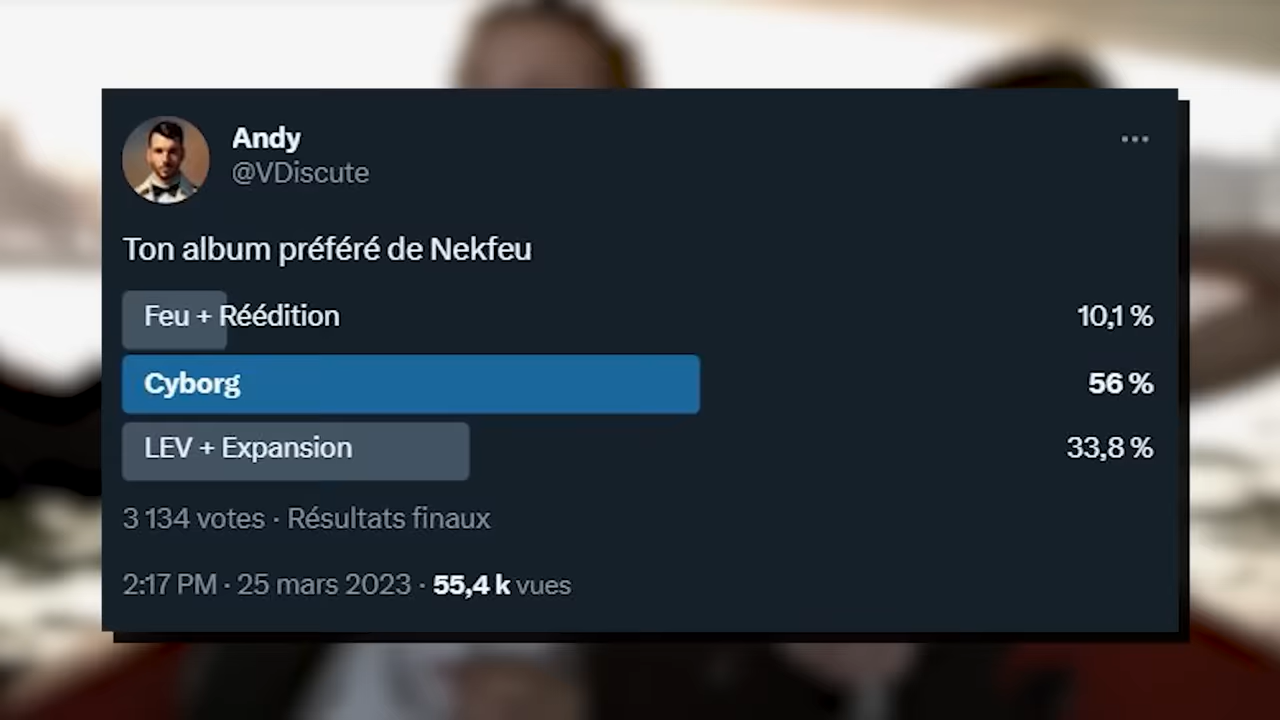 Andy
@VDiscute
Ton album préféré de Nekfeu
Feu + Réédition 10,1 %
Cyborg 56 %
LEV + Expansion 33,8 %
3 134 votes · Résultats finaux
2:17 PM · 25 mars 2023 · 55,4 k vues